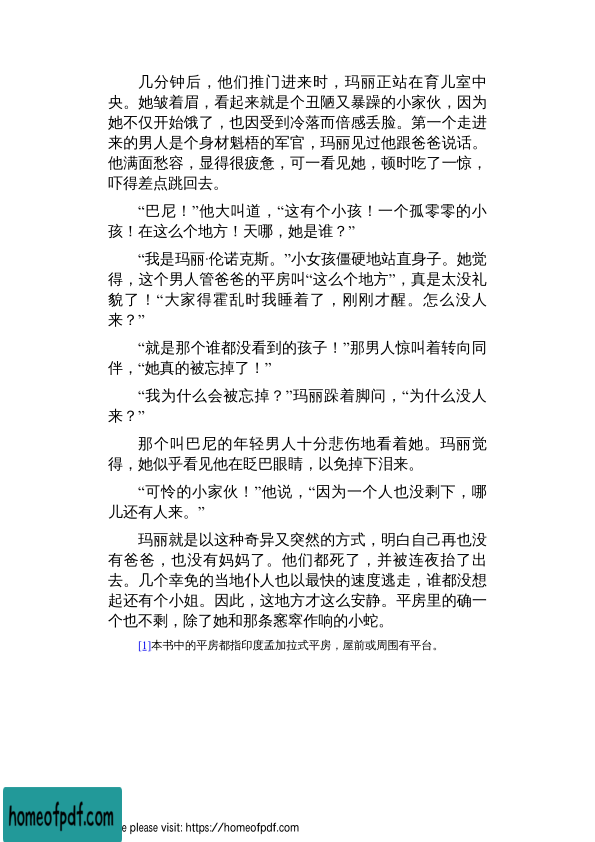 几分钟后，他们推门进来时，玛丽正站在育儿室中
央。她皱着眉，看起来就是个丑陋又暴躁的小家伙，因为
她不仅开始饿了，也因受到冷落而倍感丢脸。第一个走进
来的男人是个身材魁梧的军官，玛丽见过他跟爸爸说话。
他满面愁容，显得很疲惫，可一看见她，顿时吃了一惊，
吓得差点跳回去。
“巴尼！”他大叫道，“这有个小孩！一个孤零零的小
孩！在这么个地方！天哪，她是谁？”
“我是玛丽·伦诺克斯。”小女孩僵硬地站直身子。她觉
得，这个男人管爸爸的平房叫“这么个地方”，真是太没礼
貌了！“大家得霍乱时我睡着了，刚刚才醒。怎么没人
来？”
“就是那个谁都没看到的孩子！”那男人惊叫着转向同
伴，“她真的被忘掉了！”
“我为什么会被忘掉？”玛丽跺着脚问，“为什么没人
来？”
那个叫巴尼的年轻男人十分悲伤地看着她。玛丽觉
得，她似乎看见他在眨巴眼睛，以免掉下泪来。
“可怜的小家伙！”他说，“因为一个人也没剩下，哪
儿还有人来。”
玛丽就是以这种奇异又突然的方式，明白自己再也没
有爸爸，也没有妈妈了。他们都死了，并被连夜抬了出
去。几个幸免的当地仆人也以最快的速度逃走，谁都没想
起还有个小姐。因此，这地方才这么安静。平房里的确一
个也不剩，除了她和那条窸窣作响的小蛇。
[1]本书中的平房都指印度孟加拉式平房，屋前或周围有平台。
homeofpdf.com
please visit: https://homeofpdf.com